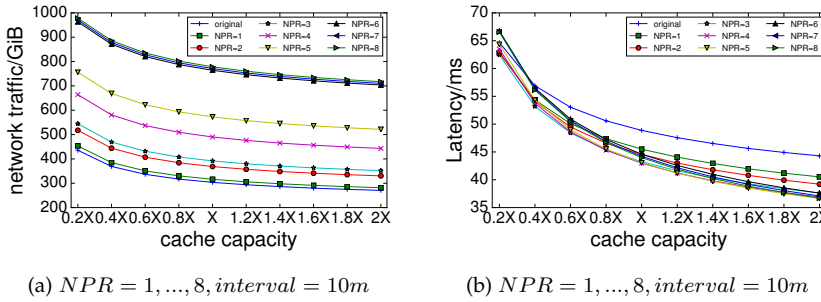 network traffic/GiB
1000
900
800
700
600
500
400
300
200
0.2X 0.4X 0.6X 0.8X X 1.2X 1.4X 1.6X 1.8X 2X
cache capacity
original NPR=3 NPR=6
NPR=1 NPR=4 NPR=7
NPR=2 NPR=5 NPR=8
(a) NPR = 1, ..., 8, interval = 10m
Latency/ms
70
65
60
55
50
45
40
35
0.2X 0.4X 0.6X 0.8X X 1.2X 1.4X 1.6X 1.8X 2X
cache capacity
original NPR=3 NPR=6
NPR=1 NPR=4 NPR=7
NPR=2 NPR=5 NPR=8
(b) NPR = 1, ..., 8, interval = 10m